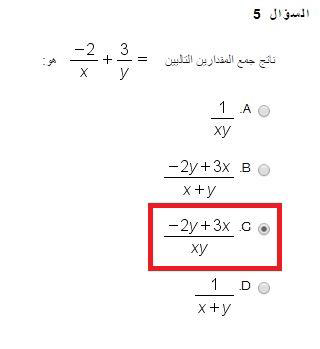 السؤال 5
ناتج جمع المقدارين التاليين = -2/x + 3/y هو:
A. 1/xy
B. (-2y+3x)/(x+y)
C. (-2y+3x)/xy
D. 1/(x+y)